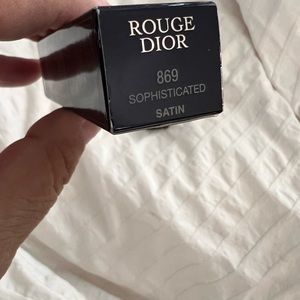 ROUGE
DIOR
869
SOPHISTICATED
SATIN